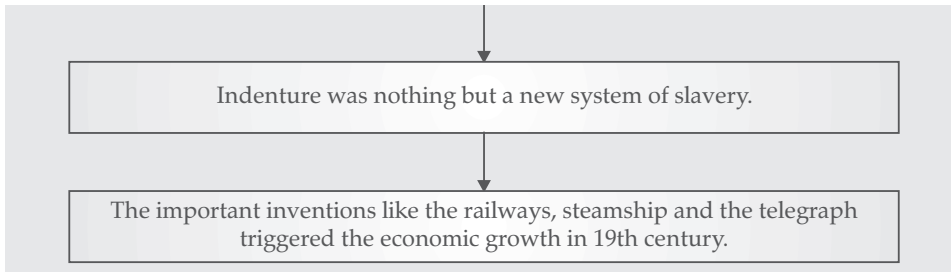 Indenture was nothing but a new system of slavery.
The important inventions like the railways, steamship and the telegraph
triggered the economic growth in 19th century.